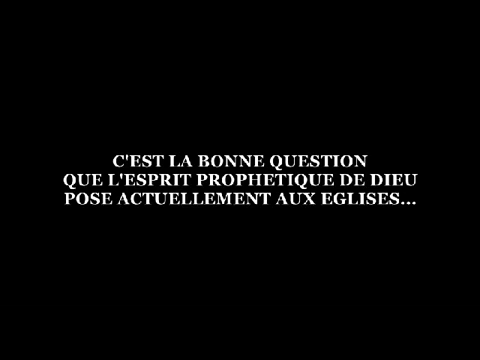 C'EST LA BONNE QUESTION
QUE L'ESPRIT PROPHETIQUE DE DIEU
POSE ACTUELLEMENT AUX EGLISES...